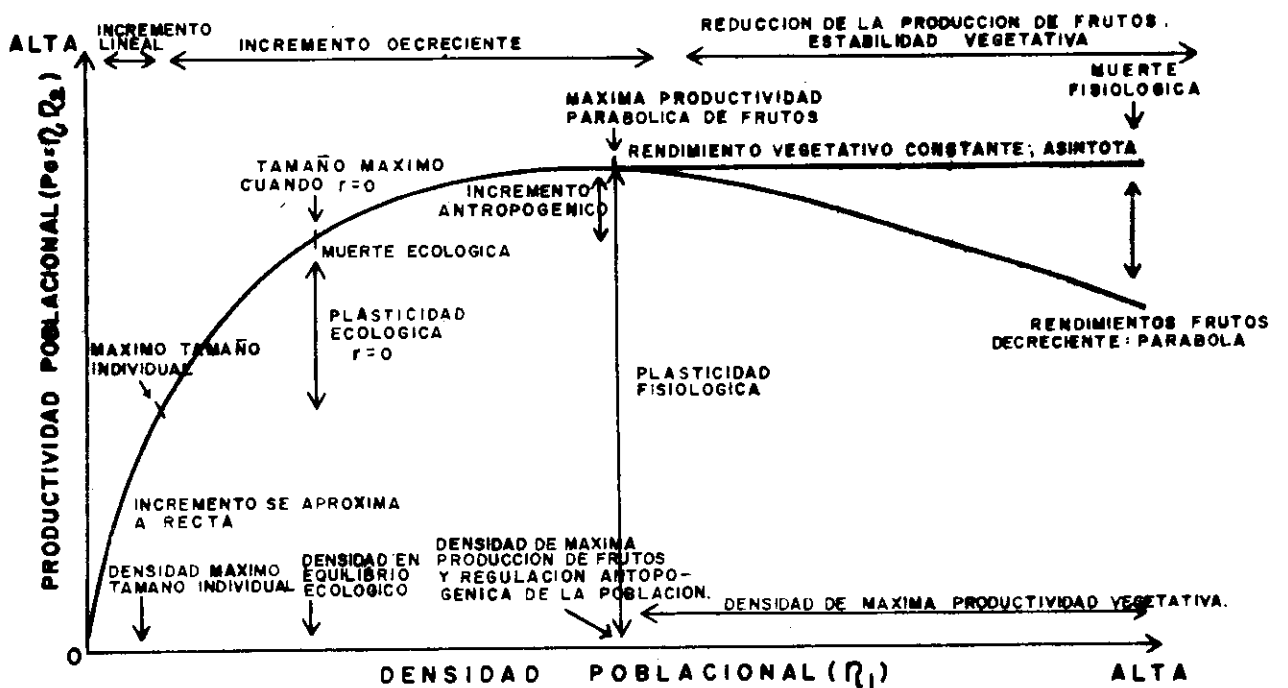 INCREMENTO
LINEAL
INCREMENTO DECRECIENTE
REDUCCION DE LA PRODUCCION DE FRUTOS.
ESTABILIDAD VEGETATIVA
ALTA
MUERTE
FISIOLOGICA
MAXIMA PRODUCTIVIDAD
PARABOLICA DE FRUTOS
RENDIMIENTO VEGETATIVO CONSTANTE; ASINTOTA
TAMAÑO MAXIMO
CUANDO r=0
INCREMENTO
ANTROPOGENICO
MUERTE ECOLOGICA
PLASTICIDAD
ECOLOGICA
r=0
MAXIMO TAMAÑO
INDIVIDUAL
RENDIMIENTOS FRUTOS
DECRECIENTE: PARABOLA
PLASTICIDAD
FISIOLOGICA
PRODUCTIVIDAD POBLACIONAL
INCREMENTO SE APROXIMA
A RECTA
DENSIDAD MAXIMO
TAMANO INDIVIDUAL
DENSIDAD EN
EQUILIBRIO
ECOLOGICO
DENSIDAD DE MAXIMA
PRODUCCION DE FRUTOS
Y REGULACION ANTOPO-
GENICA DE LA POBLACION.
DENSIDAD DE MAXIMA PRODUCTIVIDAD VEGETATIVA.
0
DENSIDAD POBLACIONAL (η₁)
ALTA